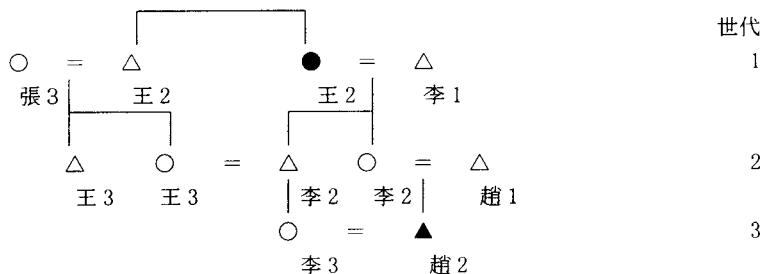 世代
○ = △ ● = △ 1
張3 王2 王2 李1
△ ○ = △ ○ = △ 2
王3 王3 李2 李2 趙1
○ = ▲ 3
李3 趙2